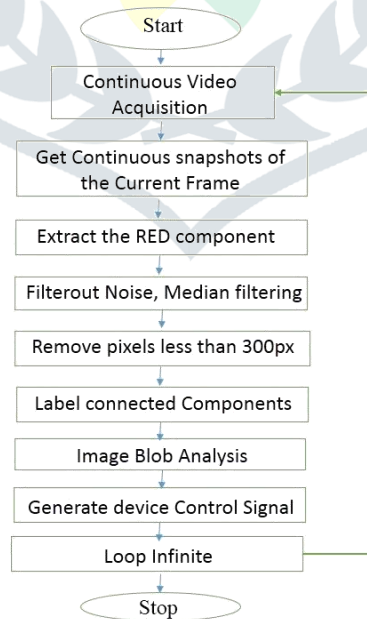 Start
Continuous Video
Acquisition
Get Continuous snapshots of
the Current Frame
Extract the RED component
Filterout Noise, Median filtering
Remove pixels less than 300px
Label connected Components
Image Blob Analysis
Generate device Control Signal
Loop Infinite
Stop